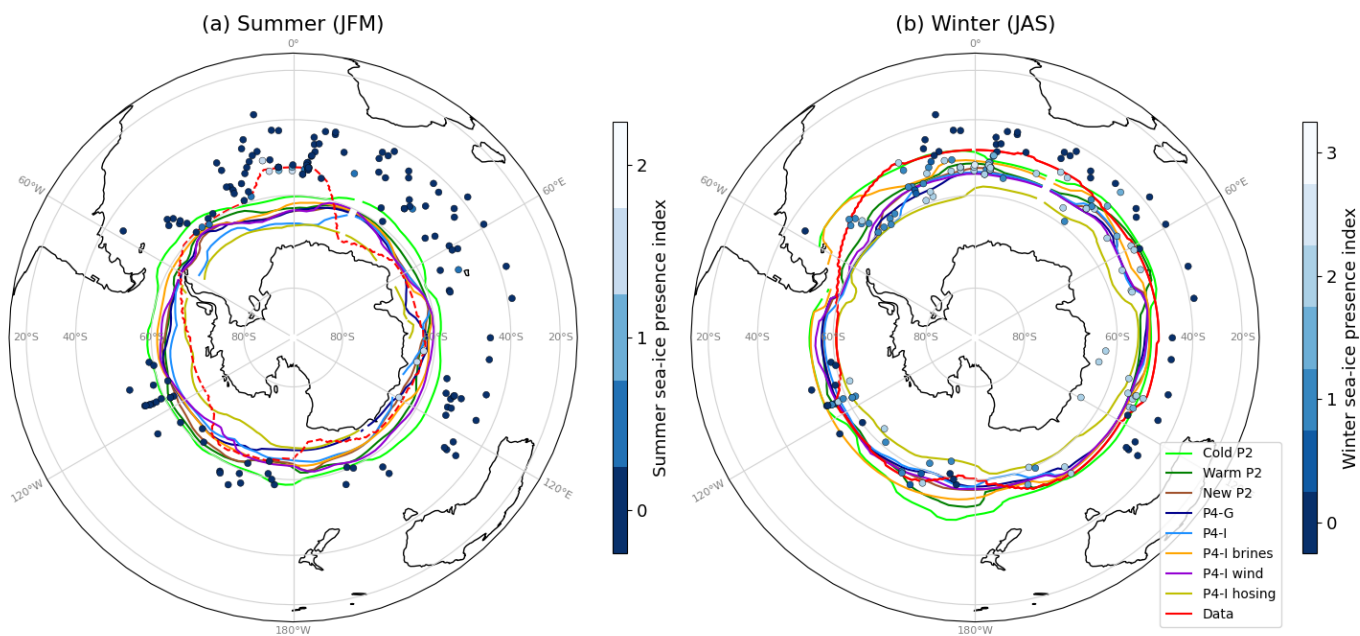 (a) Summer (JFM)
0°
60°W
60°E
20°S
40°S
60°S
80°S
80°S
60°S
40°S
20°S
120°W
120°E
180°W
2
1
0
Summer sea-ice presence index
(b) Winter (JAS)
0°
60°W
60°E
20°S
40°S
60°S
80°S
80°S
60°S
40°S
20°S
120°W
120°E
180°W
Cold P2
Warm P2
New P2
P4-G
P4-I
P4-I brines
P4-I wind
P4-I hosing
Data
3
2
1
0
Winter sea-ice presence index